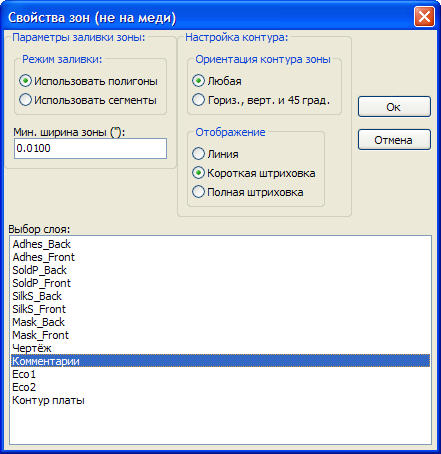 Свойства зон (не на меди)
Параметры заливки зоны:
Режим заливки:
Использовать полигоны
Использовать сегменты
Мин. ширина зоны ("):
0.0100
Настройка контура:
Ориентация контура зоны
Любая
Гориз., верт. и 45 град.
Отображение
Линия
Короткая штриховка
Полная штриховка
Ок
Отмена
Выбор слоя:
Adhes_Back
Adhes_Front
SoldP_Back
SoldP_Front
SilkS_Back
SilkS_Front
Mask_Back
Mask_Front
Чертёж
Комментарии
Eco1
Eco2
Контур платы